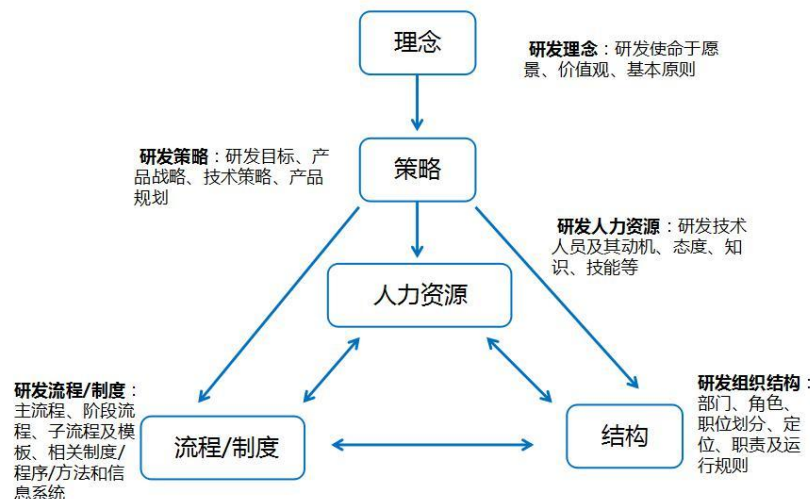 理念
研发理念：研发使命于愿
景、价值观、基本原则
研发策略：研发目标、产
品战略、技术策略、产品
规划
策略
研发人力资源：研发技术
人员及其动机、态度、知
识、技能等
人力资源
研发流程/制度：
主流程、阶段流
程、子流程及模
板、相关制度/
程序/方法和信
息系统
流程/制度
结构
研发组织结构：
部门、角色、
职位划分、定
位、职责及运
行规则